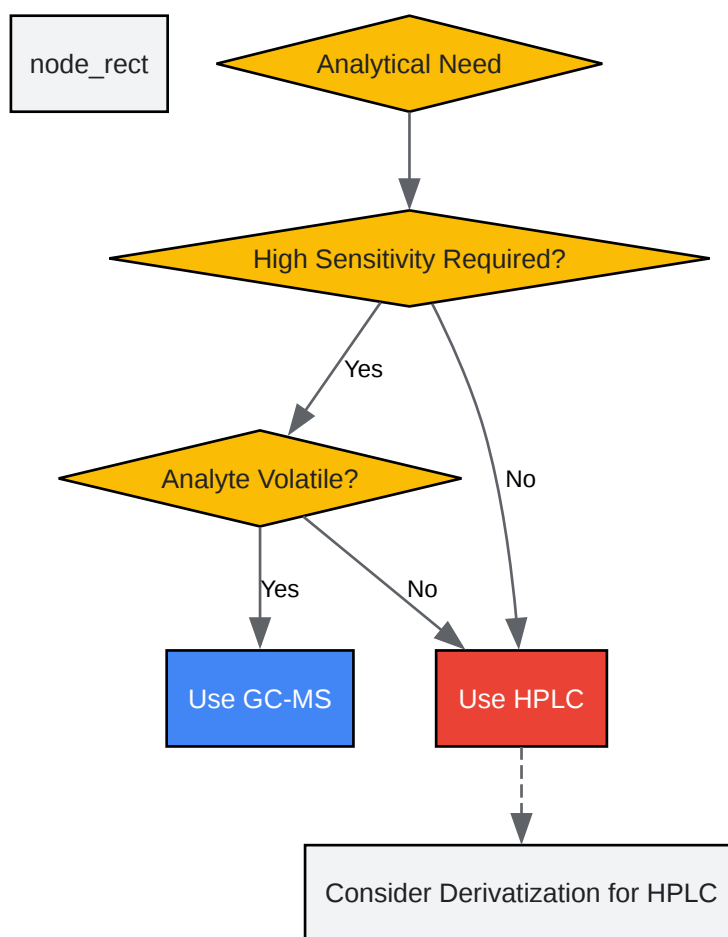 node_rect
Analytical Need
High Sensitivity Required?
Yes
Analyte Volatile?
No
Yes
No
Use GC-MS
Use HPLC
Consider Derivatization for HPLC